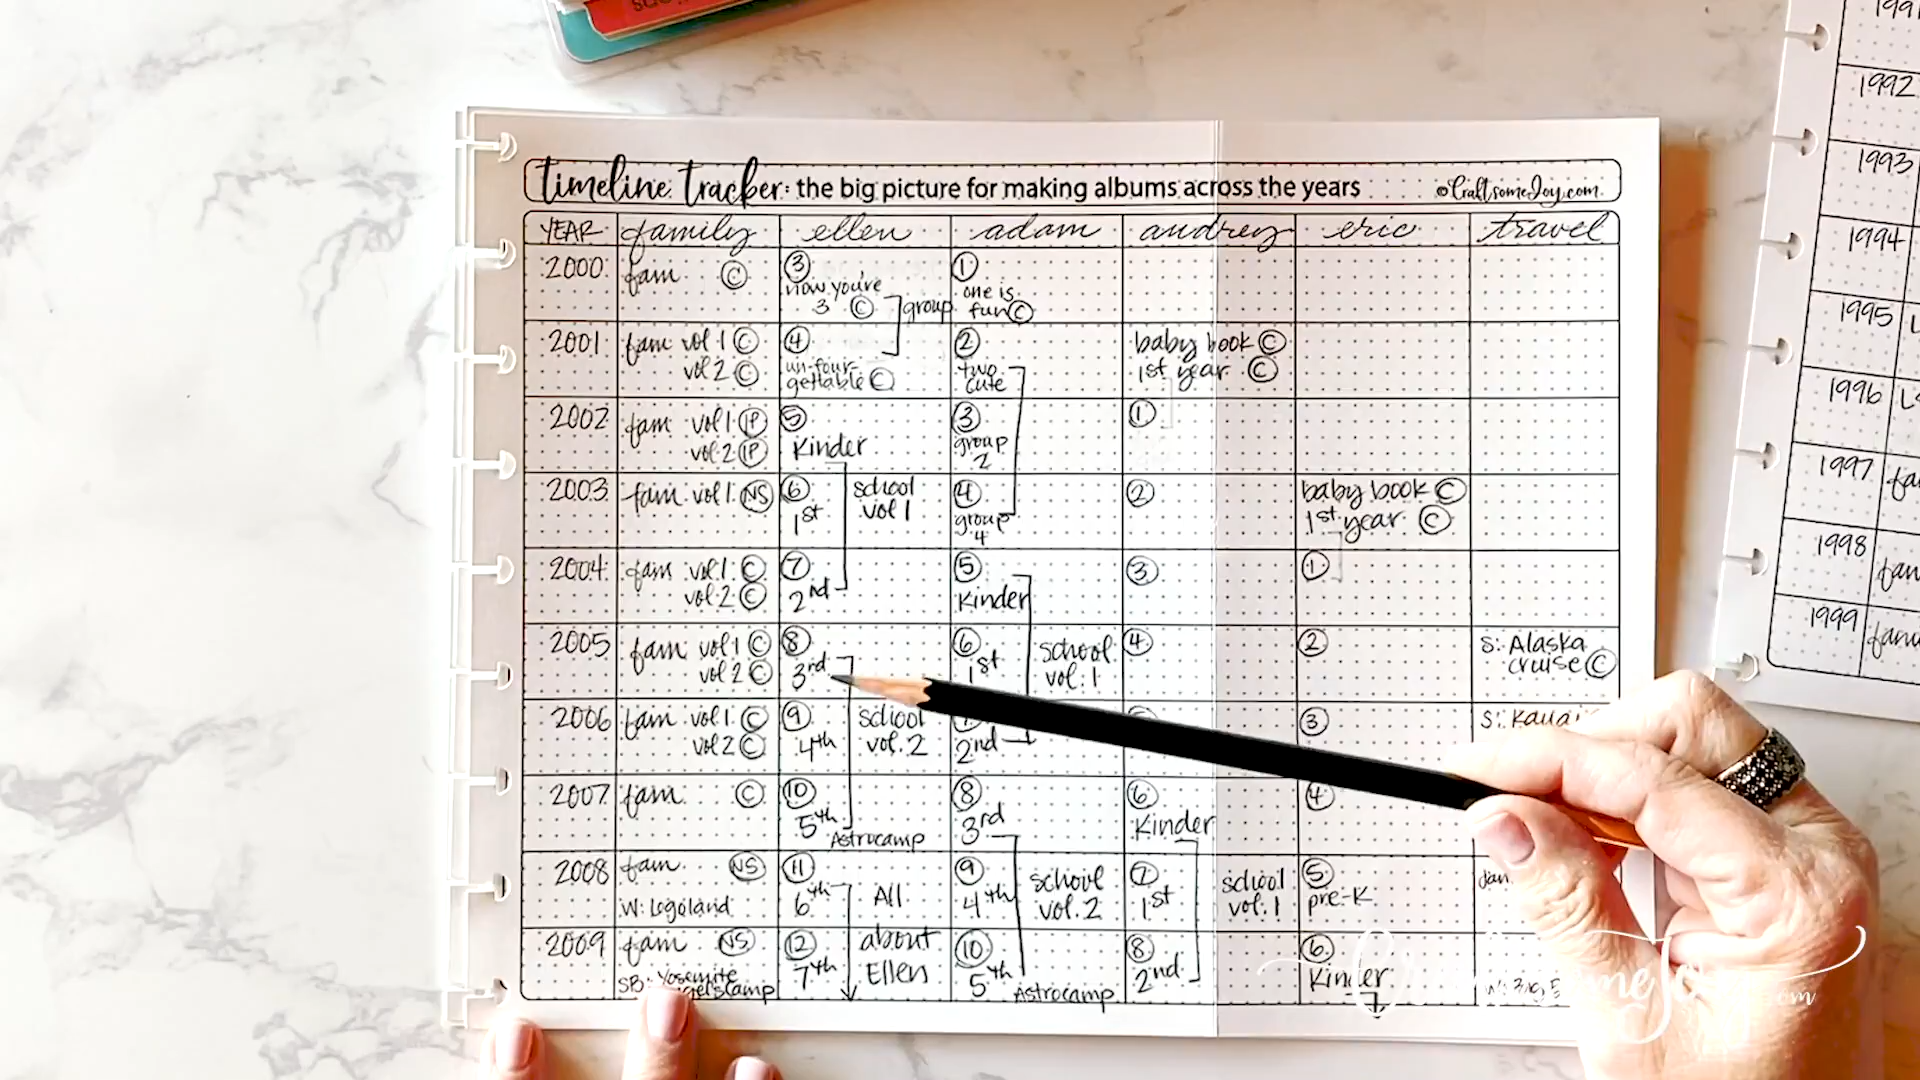 timeline tracker: the big picture for making albums across the years ©CraftsomeJoy.com
YEAR family ellen adam audrey eric travel
2000 fam C
3
now you're
3 C
group
1
one is
fun C
2001 fam vol 1 C
vol 2 C
4
un-four-
gettable C
2
two
cute
baby book C
1st year C
2002 fam vol 1 IP
vol 2 IP
5
Kinder
3
group
2
1
2003 fam vol 1 NS
6
1st
school
vol 1
4
group
4
2
baby book C
1st year C
2004 fam vol 1 C
vol 2 C
7
2nd
5
Kinder
3
1
2005 fam vol 1 C
vol 2 C
8
3rd
6
1st
school
vol. 1
4
2
S: Alaska
cruise C
2006 fam vol 1 C
vol 2 C
9
4th
school
vol. 2
2nd
3
S:
2007 fam C
10
5th
Astrocamp
8
3rd
6
Kinder
4
2008 fam NS
W: Legoland
11
6th
All
9
4th
school
vol. 2
7
1st
school
vol. 1
5
pre-K
2009 fam NS
SB: Yosemite
12
7th
about
Ellen
10
5th
Astrocamp
8
2nd
6
Kinder
1991
1992
1993
1994
1995
1996
1997
1998
1999